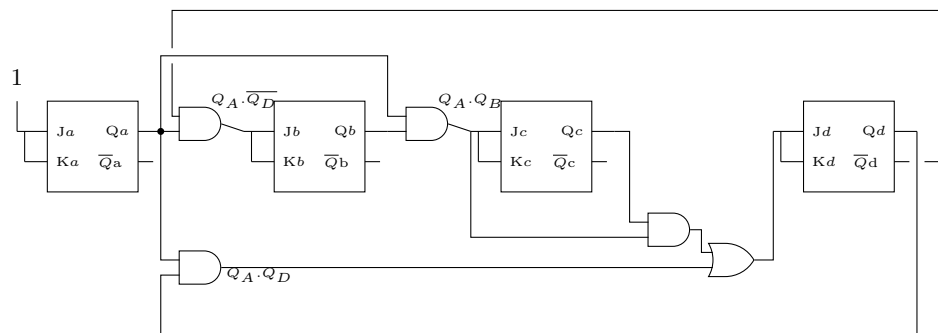 1
Q_A.\overline{Q_D}
Q_A.Q_B
Ja Qa
Ka \overline{Q}a
Jb Qb
Kb \overline{Q}b
Jc Qc
Kc \overline{Q}c
Jd Qd
Kd \overline{Q}d
Q_A.Q_D